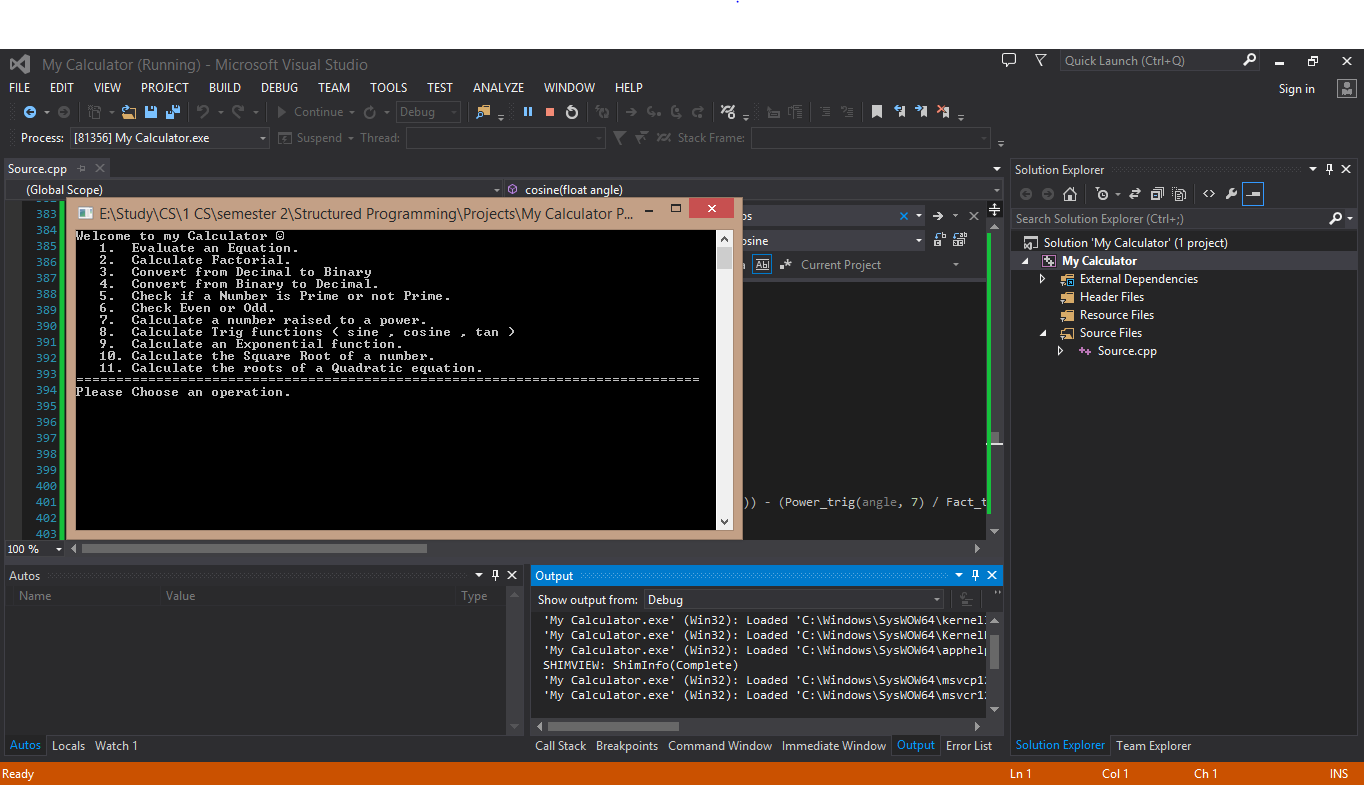 My Calculator (Running) - Microsoft Visual Studio
Quick Launch (Ctrl+Q)
FILE EDIT VIEW PROJECT BUILD DEBUG TEAM TOOLS TEST ANALYZE WINDOW HELP
Sign in
Continue Debug
Process: [81356] My Calculator.exe Suspend Thread: Stack Frame:
Source.cpp
(Global Scope) cosine(float angle)
383
384
385
386
387
388
389
390
391
392
393
394
395
396
397
398
399
400
401
402
403
E:\Study\CS\1 CS\semester 2\Structured Programming\Projects\My Calculator P...
Welcome to my Calculator ☺
1. Evaluate an Equation.
2. Calculate Factorial.
3. Convert from Decimal to Binary
4. Convert from Binary to Decimal.
5. Check if a Number is Prime or not Prime.
6. Check Even or Odd.
7. Calculate a number raised to a power.
8. Calculate Trig functions ( sine , cosine , tan )
9. Calculate an Exponential function.
10. Calculate the Square Root of a number.
11. Calculate the roots of a Quadratic equation.
==============================================================================
Please Choose an operation.
os
osine
Ab| Current Project
)) - (Power_trig(angle, 7) / Fact_t
100 %
Autos
Name Value Type
Autos Locals Watch 1
Output
Show output from: Debug
'My Calculator.exe' (Win32): Loaded 'C:\Windows\SysWOW64\kernel
'My Calculator.exe' (Win32): Loaded 'C:\Windows\SysWOW64\Kernel
'My Calculator.exe' (Win32): Loaded 'C:\Windows\SysWOW64\apphelp
SHIMVIEW: ShimInfo(Complete)
'My Calculator.exe' (Win32): Loaded 'C:\Windows\SysWOW64\msvcp12
'My Calculator.exe' (Win32): Loaded 'C:\Windows\SysWOW64\msvcr12
Call Stack Breakpoints Command Window Immediate Window Output Error List
Solution Explorer
Search Solution Explorer (Ctrl+;)
Solution 'My Calculator' (1 project)
My Calculator
External Dependencies
Header Files
Resource Files
Source Files
Source.cpp
Solution Explorer Team Explorer
Ready Ln 1 Col 1 Ch 1 INS